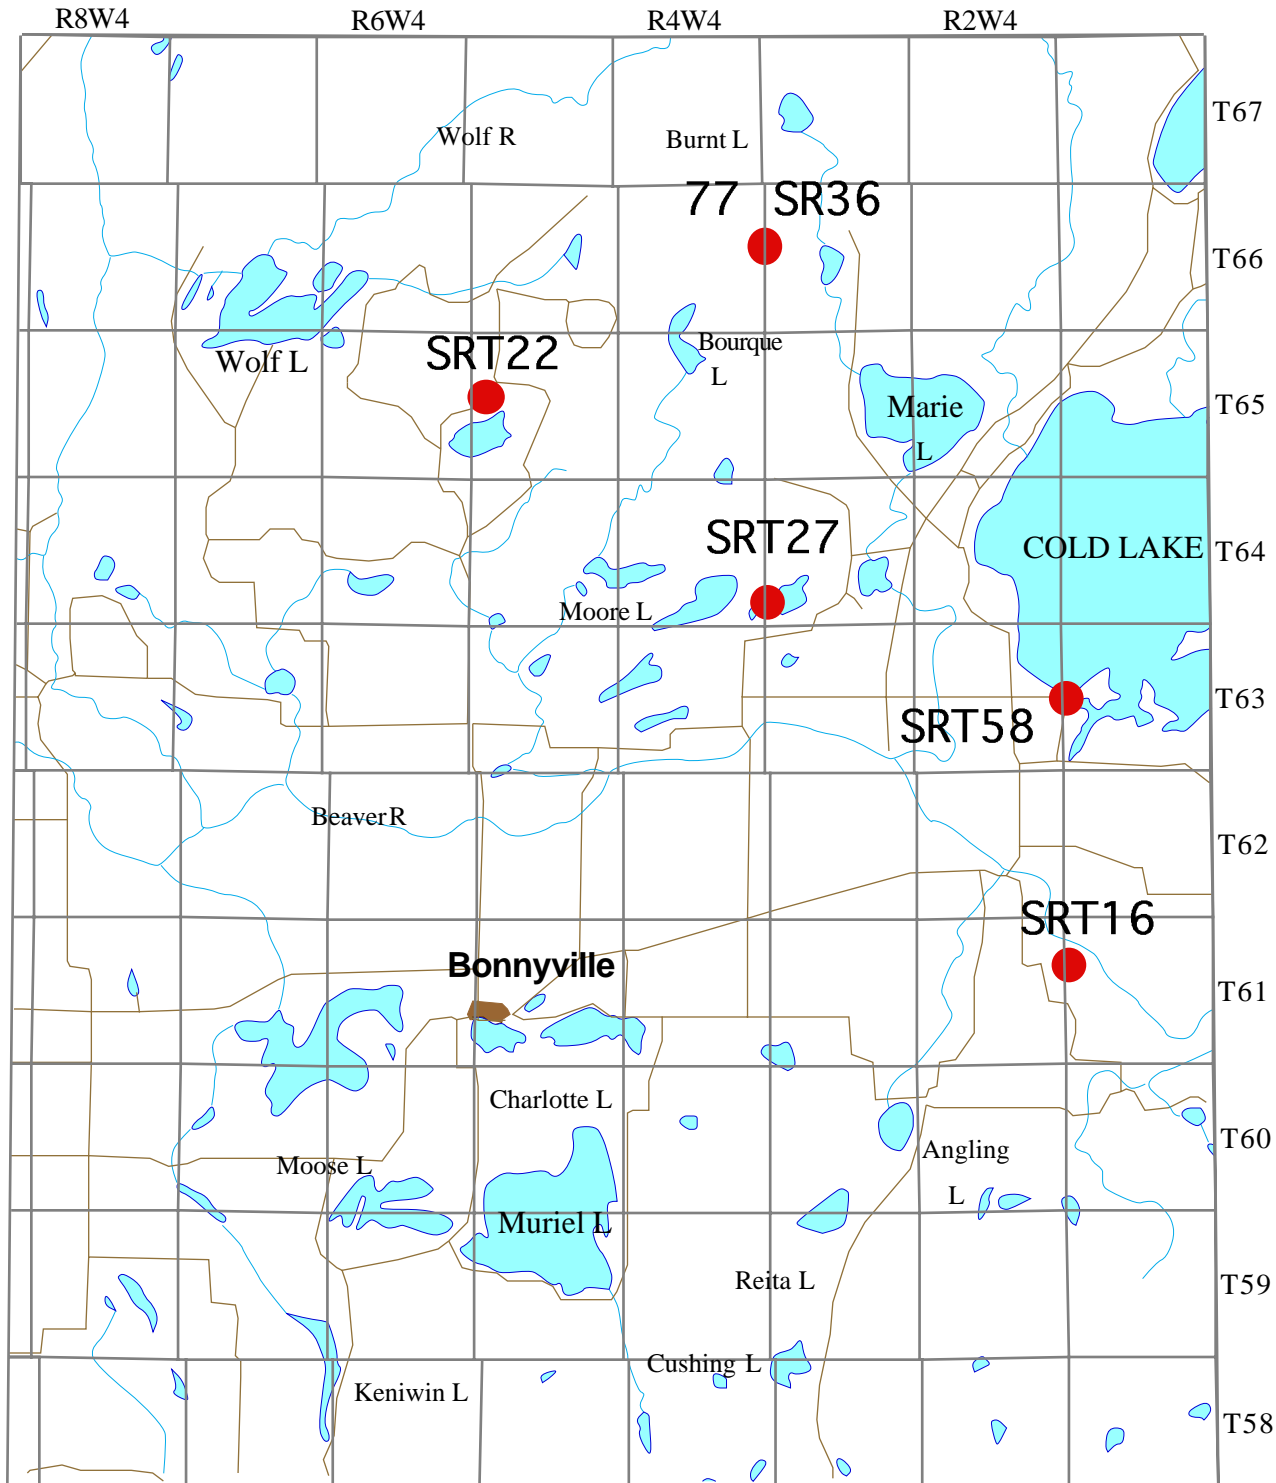 R8W4 R6W4 R4W4 R2W4
T67
Wolf R
Burnt L
77 SR36
T66
Bourque
L
SRT22
Wolf L
Marie
L
T65
SRT27
COLD LAKE
T64
Moore L
T63
SRT58
Beaver R
T62
SRT16
Bonnyville
T61
Charlotte L
T60
Angling
L
Moose L
Muriel L
Reita L
T59
Cushing L
Keniwin L
T58